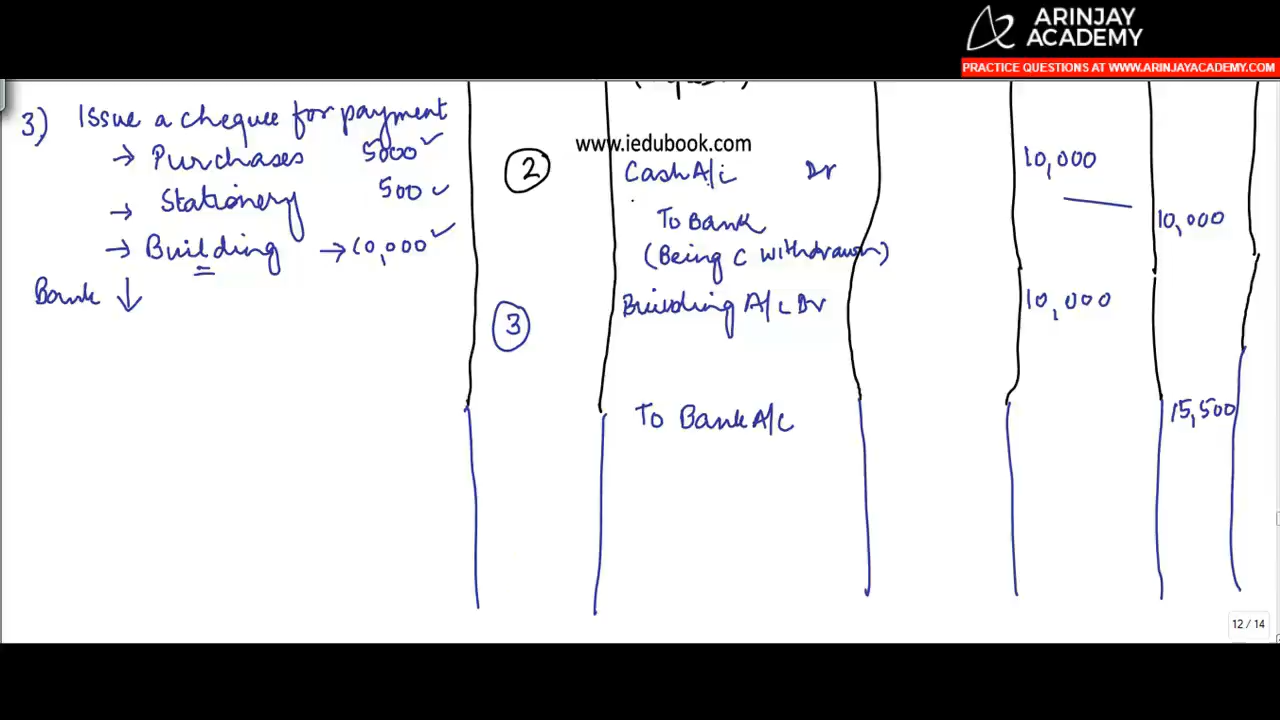 ARINJAY
ACADEMY
PRACTICE QUESTIONS AT WWW.ARINJAYACADEMY.COM
3) Issue a chequee for payment
→ Purchases 5000 ✓
→ Stationery 500 ✓
→ Building → 10,000 ✓
Bank ↓
www.iedubook.com
2 Cash A/c Dr 10,000
To Bank 10,000
(Being C withdrawn)
3 Building A/C Dr 10,000
To Bank A/C 15,500
12 / 14